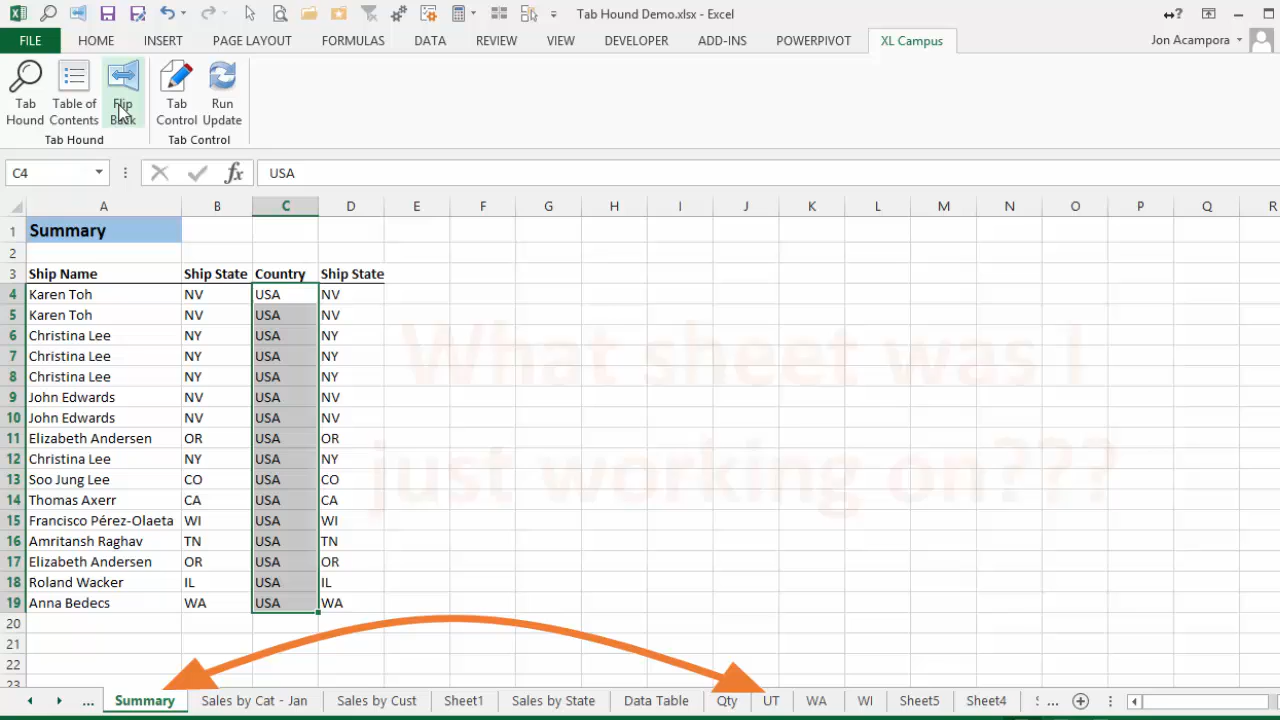 Tab Hound Demo.xlsx - Excel
FILE HOME INSERT PAGE LAYOUT FORMULAS DATA REVIEW VIEW DEVELOPER ADD-INS POWERPIVOT XL Campus Jon Acampora
Tab Hound Table of Contents Flip Back Tab Control Run Update
Tab Hound Tab Control
C4 fx USA
A B C D E F G H I J K L M N O P Q R
1 Summary
2
3 Ship Name Ship State Country Ship State
4 Karen Toh NV USA NV
5 Karen Toh NV USA NV
6 Christina Lee NY USA NY
7 Christina Lee NY USA NY
8 Christina Lee NY USA NY
9 John Edwards NV USA NV
10 John Edwards NV USA NV
11 Elizabeth Andersen OR USA OR
12 Christina Lee NY USA NY
13 Soo Jung Lee CO USA CO
14 Thomas Axerr CA USA CA
15 Francisco Pérez-Olaeta WI USA WI
16 Amritansh Raghav TN USA TN
17 Elizabeth Andersen OR USA OR
18 Roland Wacker IL USA IL
19 Anna Bedecs WA USA WA
20
21
22
23
What sheet was I
just working on???
... Summary Sales by Cat - Jan Sales by Cust Sheet1 Sales by State Data Table Qty UT WA WI Sheet5 Sheet4 ...